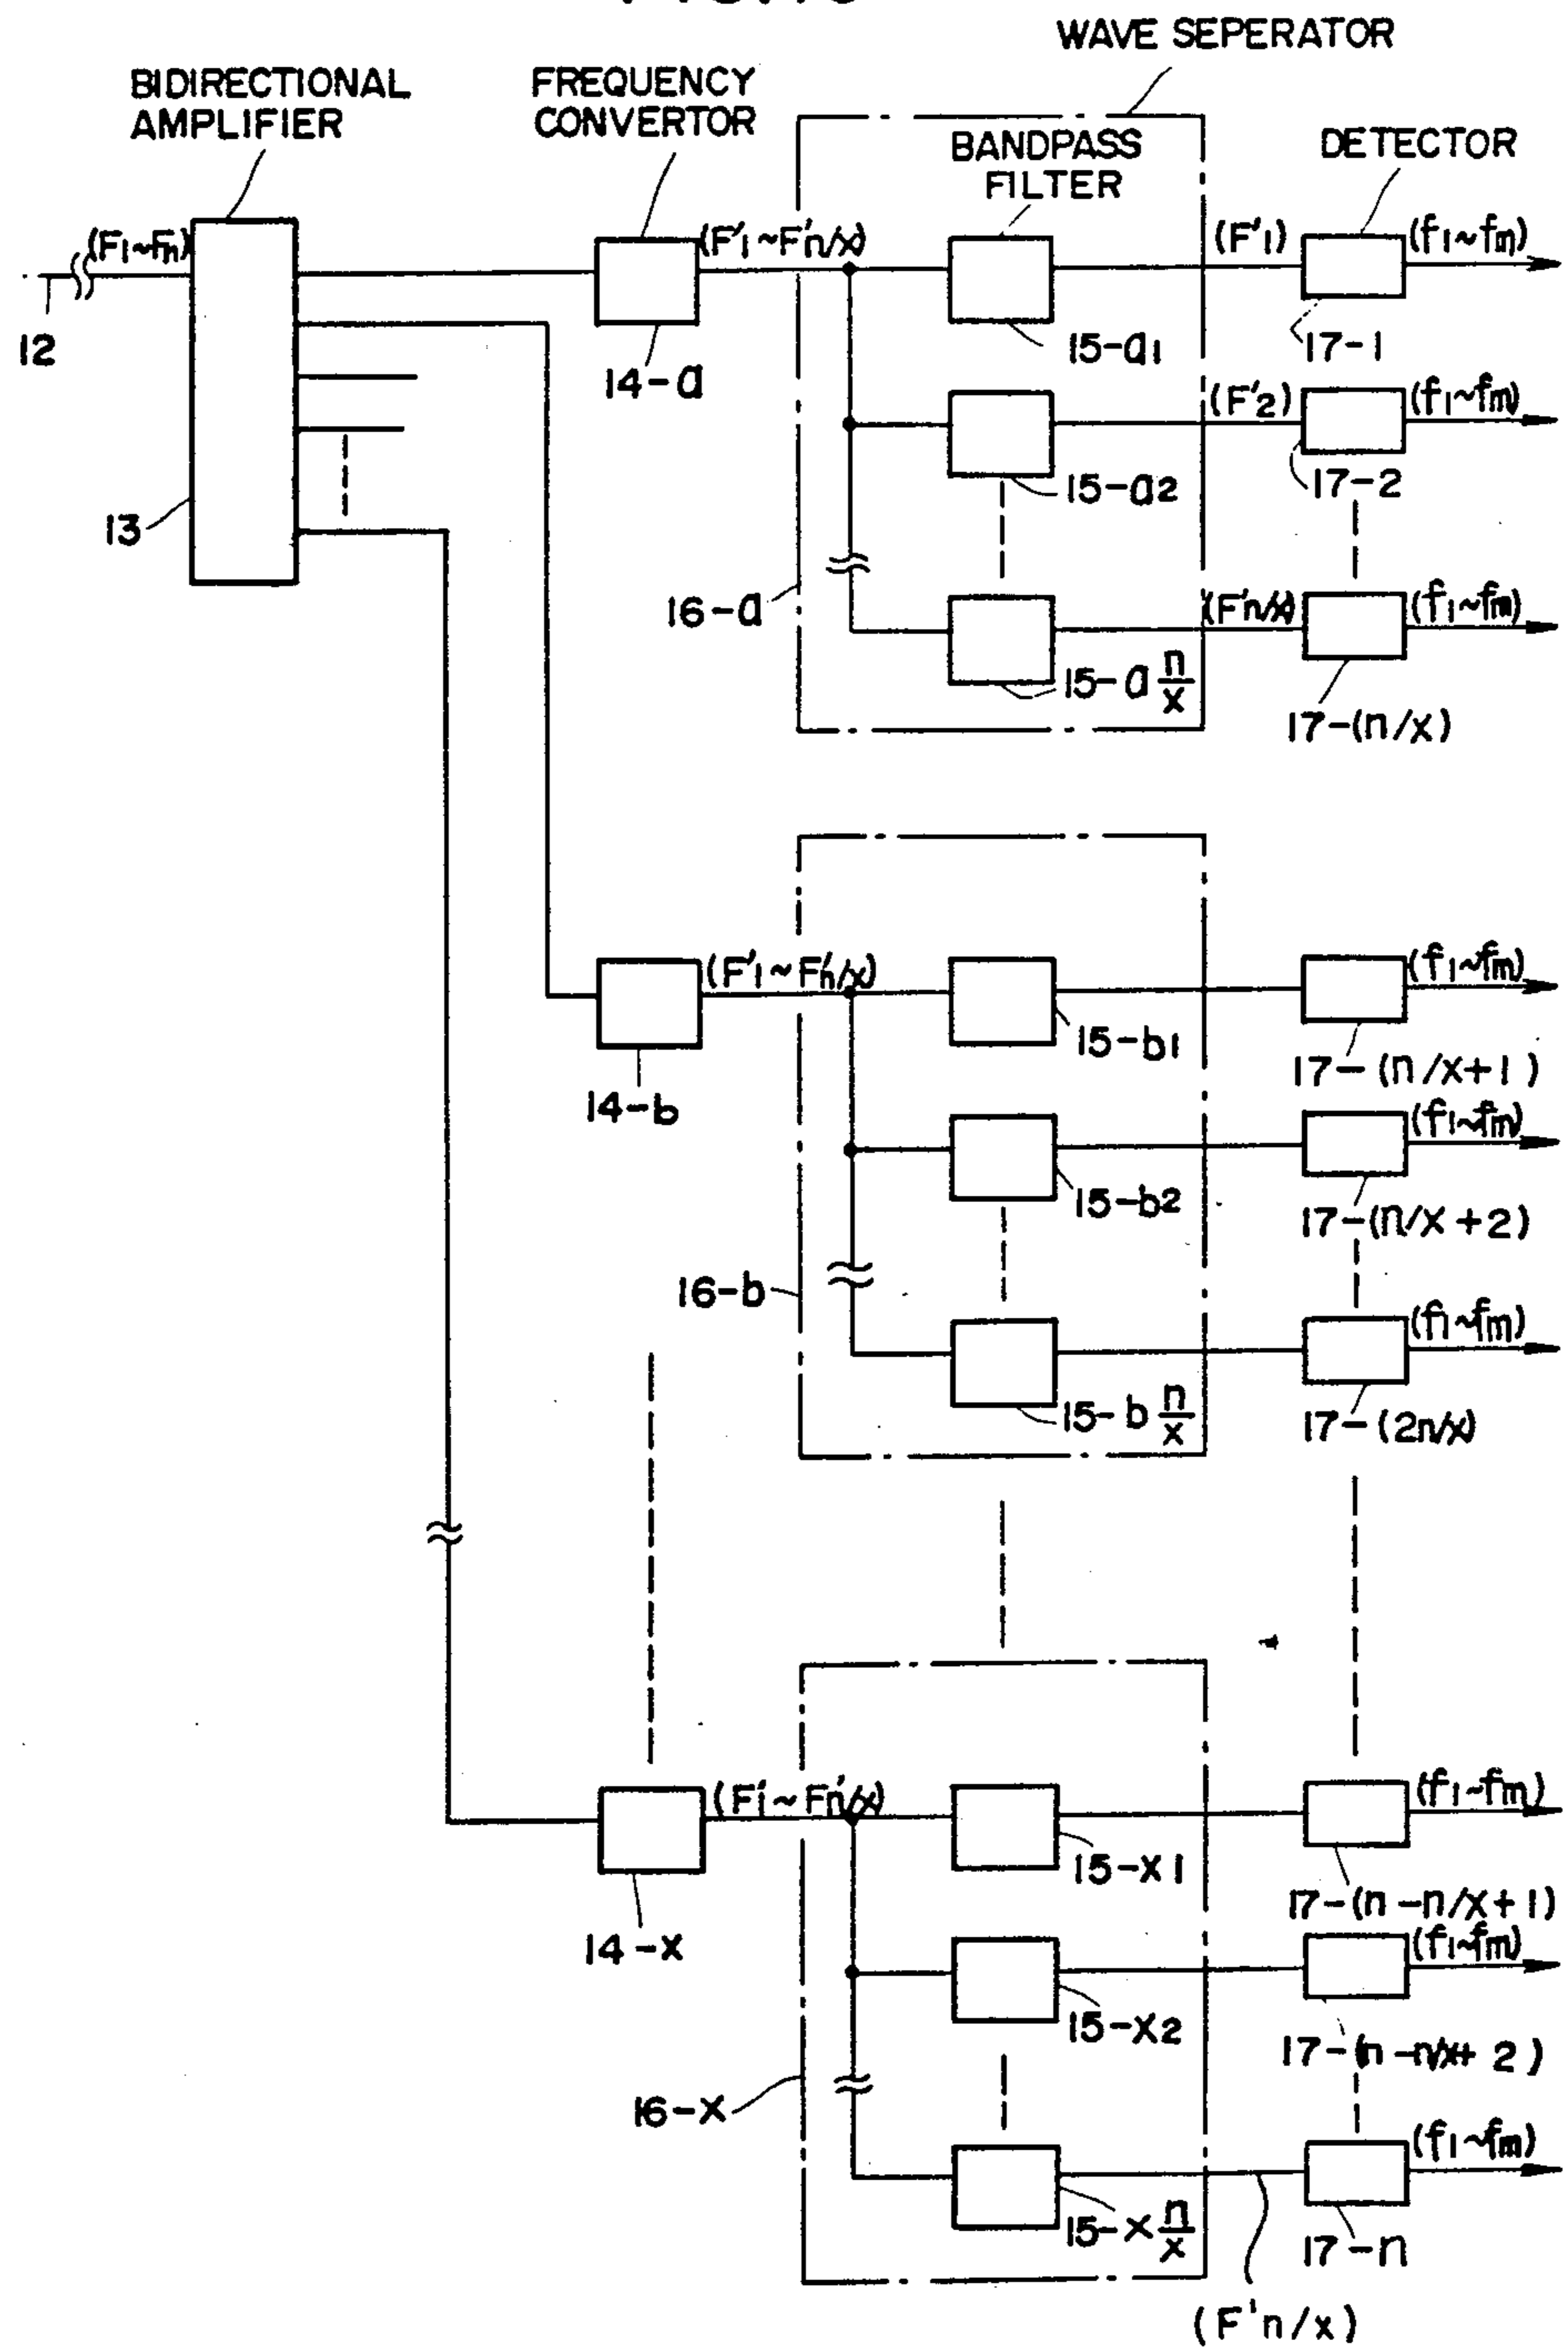 WAVE SEPERATOR
BIDIRECTIONAL
AMPLIFIER
FREQUENCY
CONVERTOR
BANDPASS
FILTER
DETECTOR
(F1~Fn)
(F'1~F'n/x)
(F'1)
(f1~fm)
12
14-a
15-a1
17-1
(F'2)
(f1~fm)
13
15-a2
17-2
16-a
(F'n/x)
(f1~fm)
15-a n/x
17-(n/x)
(F'1~F'n/x)
(f1~fm)
15-b1
17-(n/x+1)
14-b
(f1~fm)
15-b2
17-(n/x+2)
16-b
(f1~fm)
15-b n/x
17-(2n/x)
(F'1~Fn'/x)
(f1~fm)
15-x1
17-(n-n/x+1)
14-x
(f1~fm)
15-x2
17-(n-n/x+2)
16-x
(f1~fm)
15-x n/x
17-n
(F'n/x)